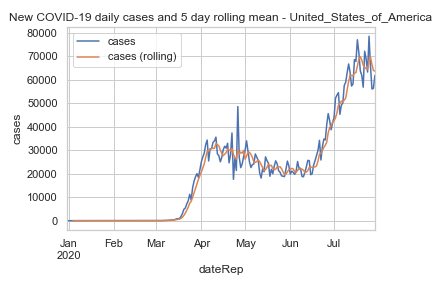 New COVID-19 daily cases and 5 day rolling mean - United_States_of_America
80000
70000
60000
50000
40000
30000
20000
10000
0
cases
cases
cases (rolling)
Jan
2020
Feb
Mar
Apr
May
Jun
Jul
dateRep